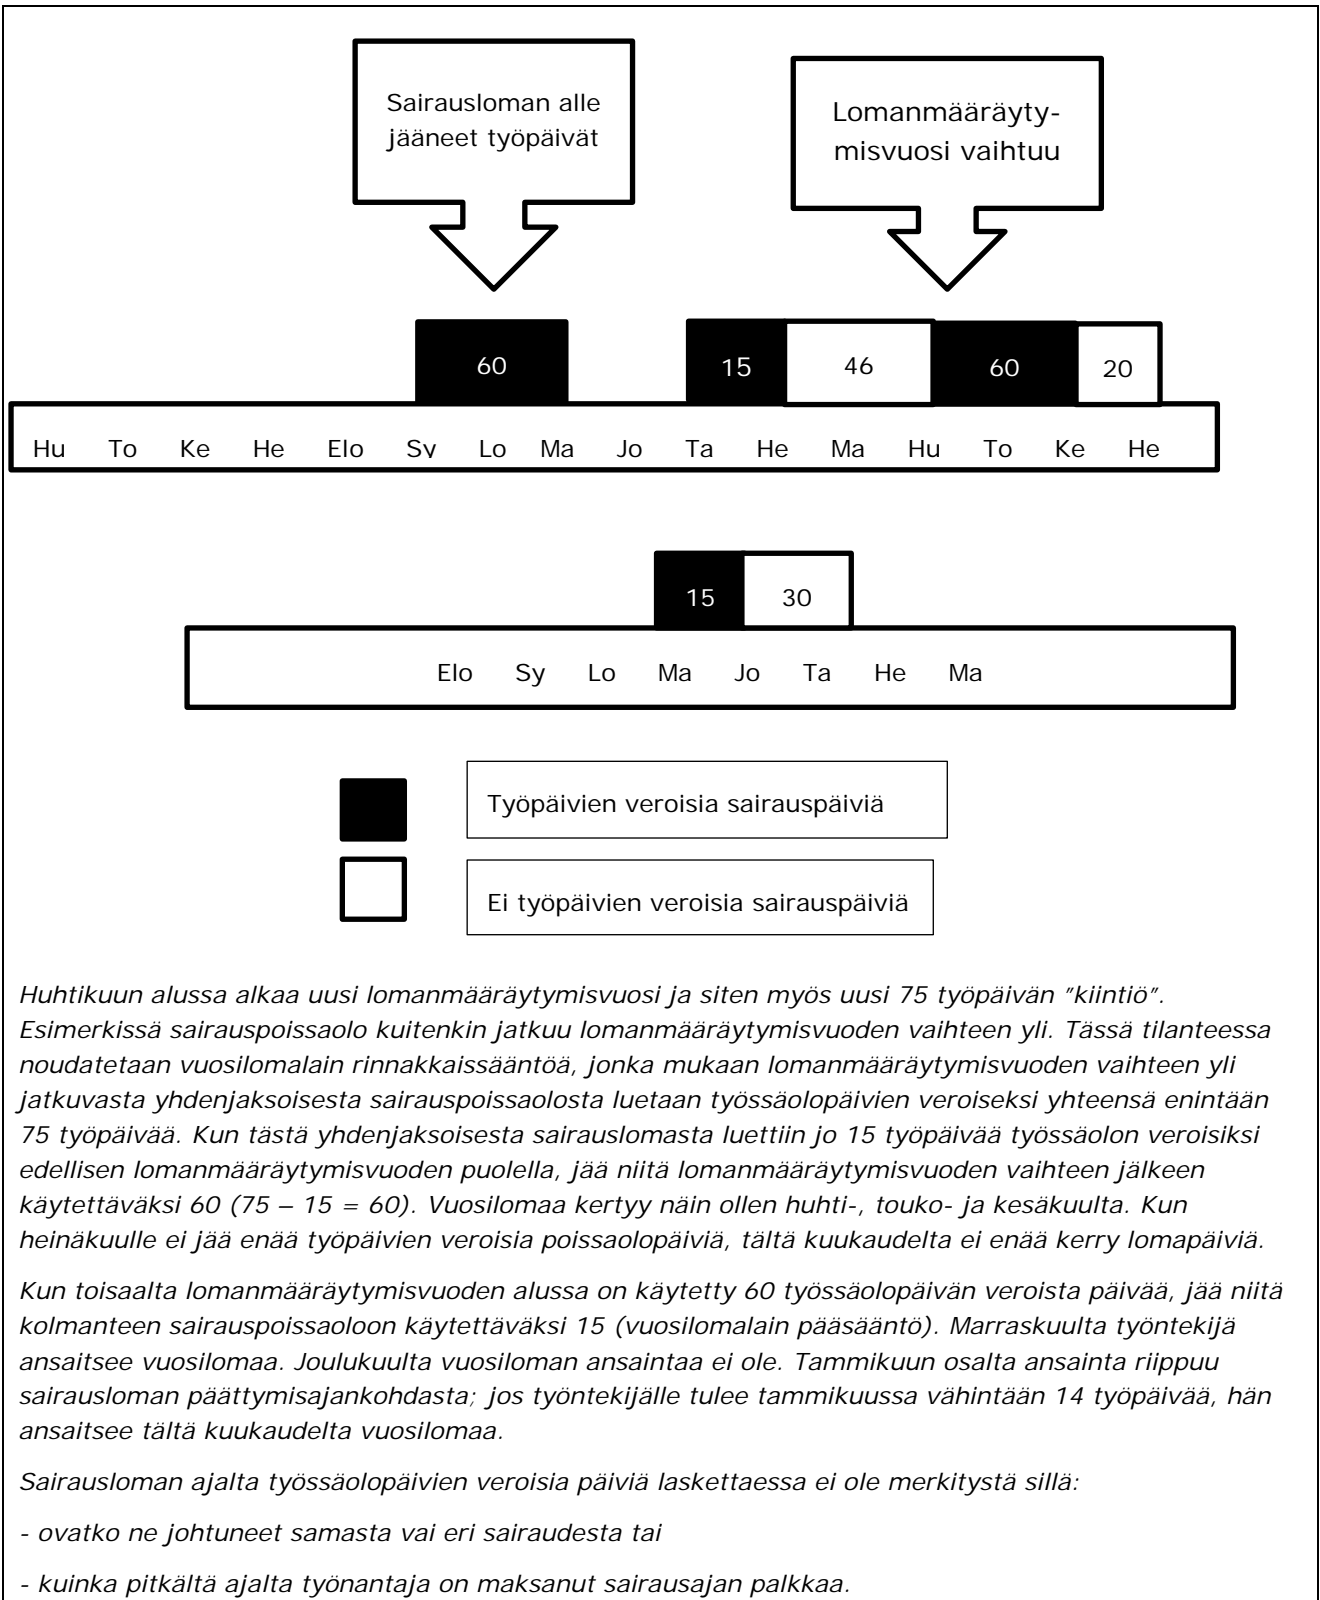 Sairausloman alle
jääneet työpäivät
Lomanmääräyty-
misvuosi vaihtuu
60 15 46 60 20
Hu To Ke He Elo Sy Lo Ma Jo Ta He Ma Hu To Ke He
15 30
Elo Sy Lo Ma Jo Ta He Ma
Työpäivien veroisia sairauspäiviä
Ei työpäivien veroisia sairauspäiviä
Huhtikuun alussa alkaa uusi lomanmääräytymisvuosi ja siten myös uusi 75 työpäivän ”kiintiö”.
Esimerkissä sairauspoissaolo kuitenkin jatkuu lomanmääräytymisvuoden vaihteen yli. Tässä tilanteessa
noudatetaan vuosilomalain rinnakkaissääntöä, jonka mukaan lomanmääräytymisvuoden vaihteen yli
jatkuvasta yhdenjaksoisesta sairauspoissaolosta luetaan työssäolopäivien veroiseksi yhteensä enintään
75 työpäivää. Kun tästä yhdenjaksoisesta sairauslomasta luettiin jo 15 työpäivää työssäolon veroisiksi
edellisen lomanmääräytymisvuoden puolella, jää niitä lomanmääräytymisvuoden vaihteen jälkeen
käytettäväksi 60 (75 – 15 = 60). Vuosilomaa kertyy näin ollen huhti-, touko- ja kesäkuulta. Kun
heinäkuulle ei jää enää työpäivien veroisia poissaolopäiviä, tältä kuukaudelta ei enää kerry lomapäiviä.
Kun toisaalta lomanmääräytymisvuoden alussa on käytetty 60 työssäolopäivän veroista päivää, jää niitä
kolmanteen sairauspoissaoloon käytettäväksi 15 (vuosilomalain pääsääntö). Marraskuulta työntekijä
ansaitsee vuosilomaa. Joulukuulta vuosiloman ansaintaa ei ole. Tammikuun osalta ansainta riippuu
sairausloman päättymisajankohdasta; jos työntekijälle tulee tammikuussa vähintään 14 työpäivää, hän
ansaitsee tältä kuukaudelta vuosilomaa.
Sairausloman ajalta työssäolopäivien veroisia päiviä laskettaessa ei ole merkitystä sillä:
- ovatko ne johtuneet samasta vai eri sairaudesta tai
- kuinka pitkältä ajalta työnantaja on maksanut sairausajan palkkaa.